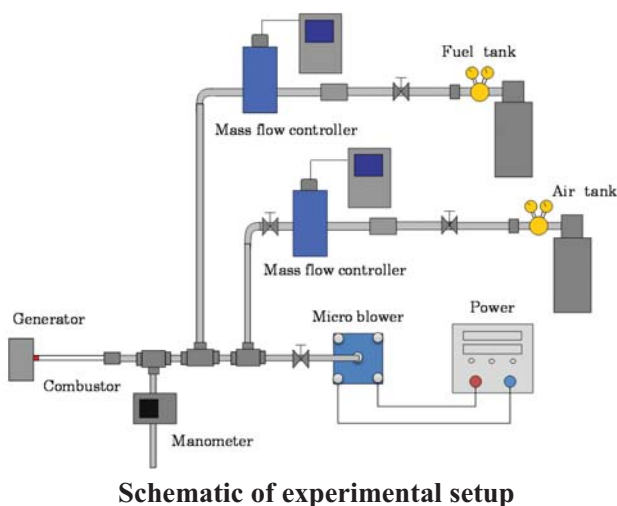 Fuel tank
Mass flow controller
Air tank
Mass flow controller
Generator
Micro blower
Power
Combustor
Manometer
Schematic of experimental setup